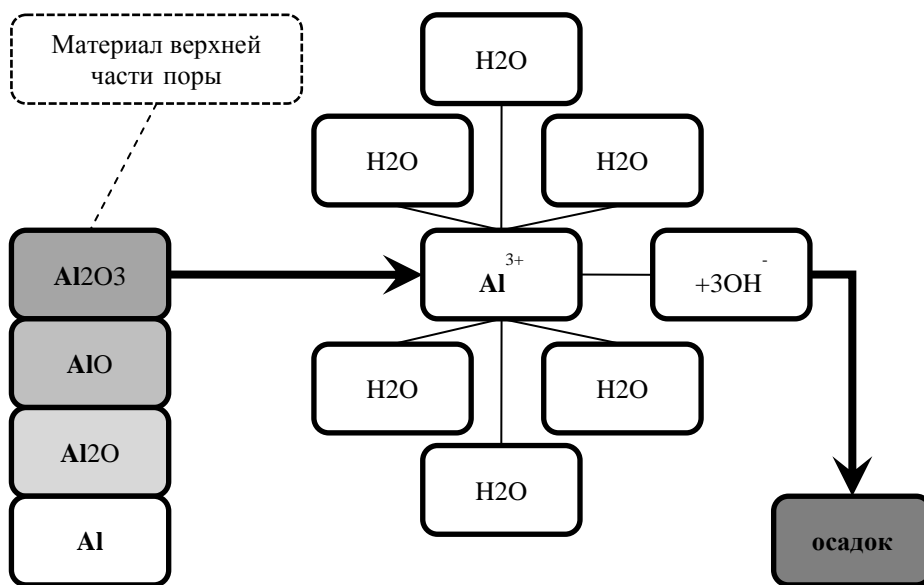 Материал верхней
части поры
H2O
H2O
H2O
Al2O3
Al3+
+3OH-
AlO
H2O
H2O
Al2O
H2O
Al
осадок